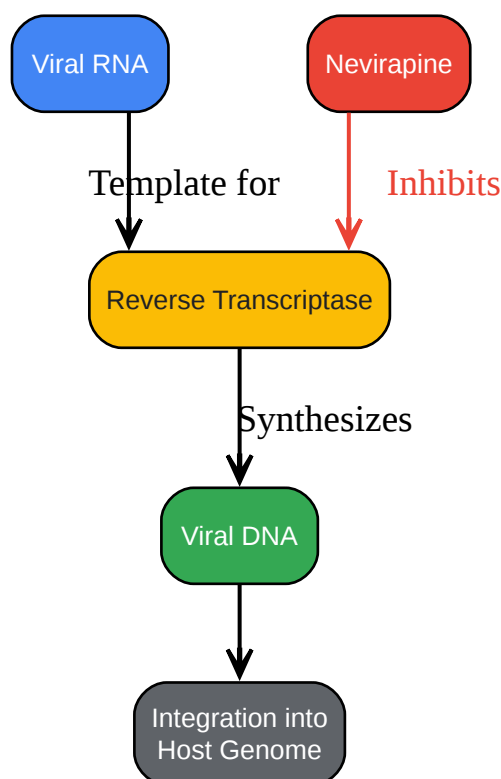 Viral RNA
Nevirapine
Template for
Inhibits
Reverse Transcriptase
Synthesizes
Viral DNA
Integration into
Host Genome